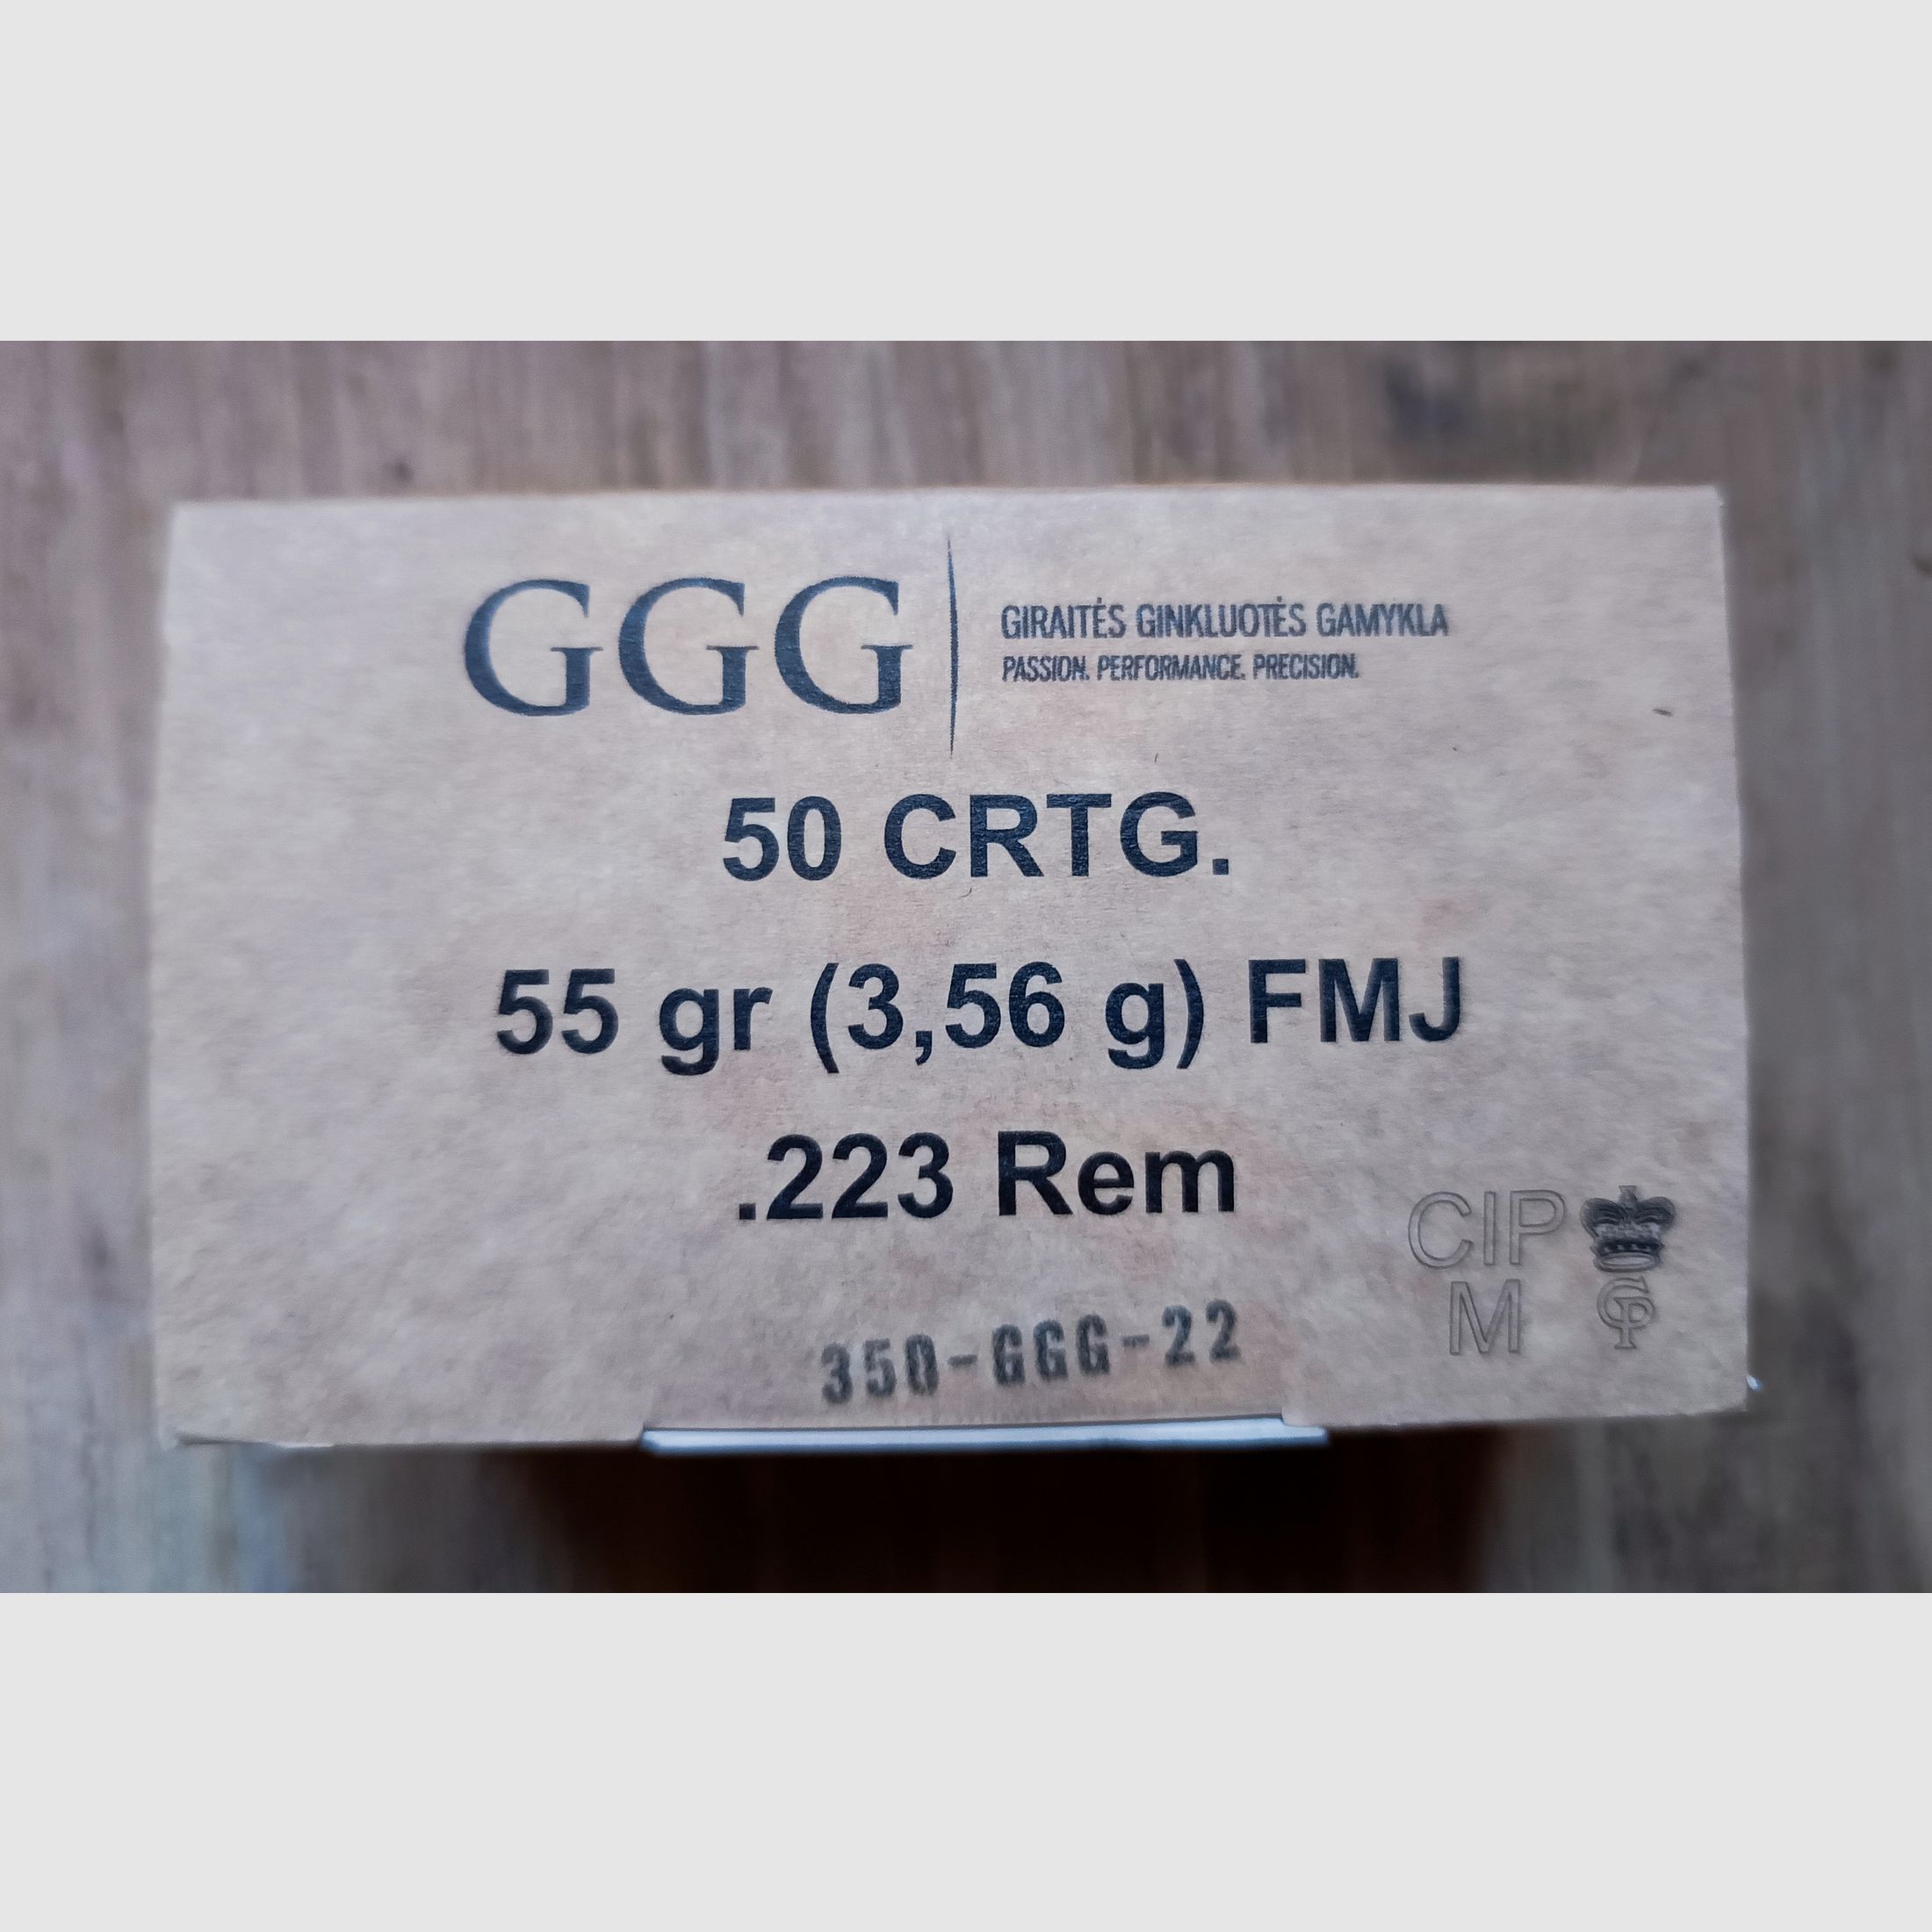 GGG
GIRAITĖS GINKLUOTĖS GAMYKLA
PASSION. PERFORMANCE. PRECISION.
50 CRTG.
55 gr (3,56 g) FMJ
.223 Rem
CIP
M
GP
350-GGG-22